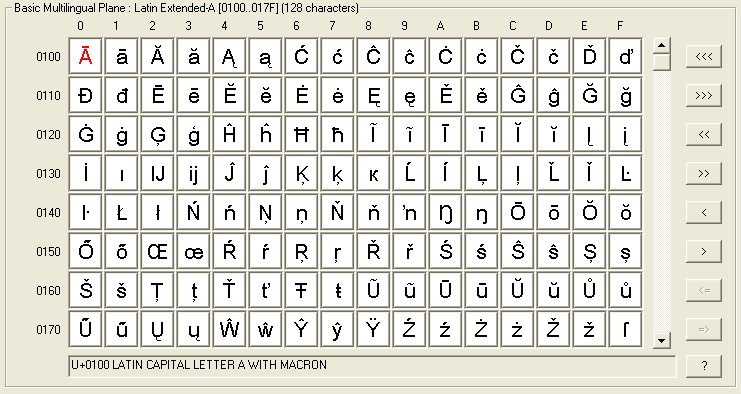 Basic Multilingual Plane : Latin Extended-A [0100..017F] (128 characters)
0 1 2 3 4 5 6 7 8 9 A B C D E F
0100 Ā ā Ă ă Ą ą Ć ć Ĉ ĉ Ċ ċ Č č Ď ď <<<
0110 Đ đ Ē ē Ĕ ĕ Ė ė Ę ę Ě ě Ĝ ĝ Ğ ğ >>>
0120 Ġ ġ Ģ ģ Ĥ ĥ Ħ ħ Ĩ ĩ Ī ī Ĭ ĭ Į į <<
0130 İ ı IJ ij Ĵ ĵ Ķ ķ ĸ Ĺ ĺ Ļ ļ Ľ ľ Ŀ >>
0140 ŀ Ł ł Ń ń Ņ ņ Ň ň ŉ Ŋ ŋ Ō ō Ŏ ŏ <
0150 Ő ő Œ œ Ŕ ŕ Ŗ ŗ Ř ř Ś ś Ŝ ŝ Ş ş >
0160 Š š Ţ ţ Ť ť Ŧ ŧ Ũ ũ Ū ū Ŭ ŭ Ů ů <=
0170 Ű ű Ų ų Ŵ ŵ Ŷ ŷ Ÿ Ź ź Ż ż Ž ž ſ =>
U+0100 LATIN CAPITAL LETTER A WITH MACRON ?